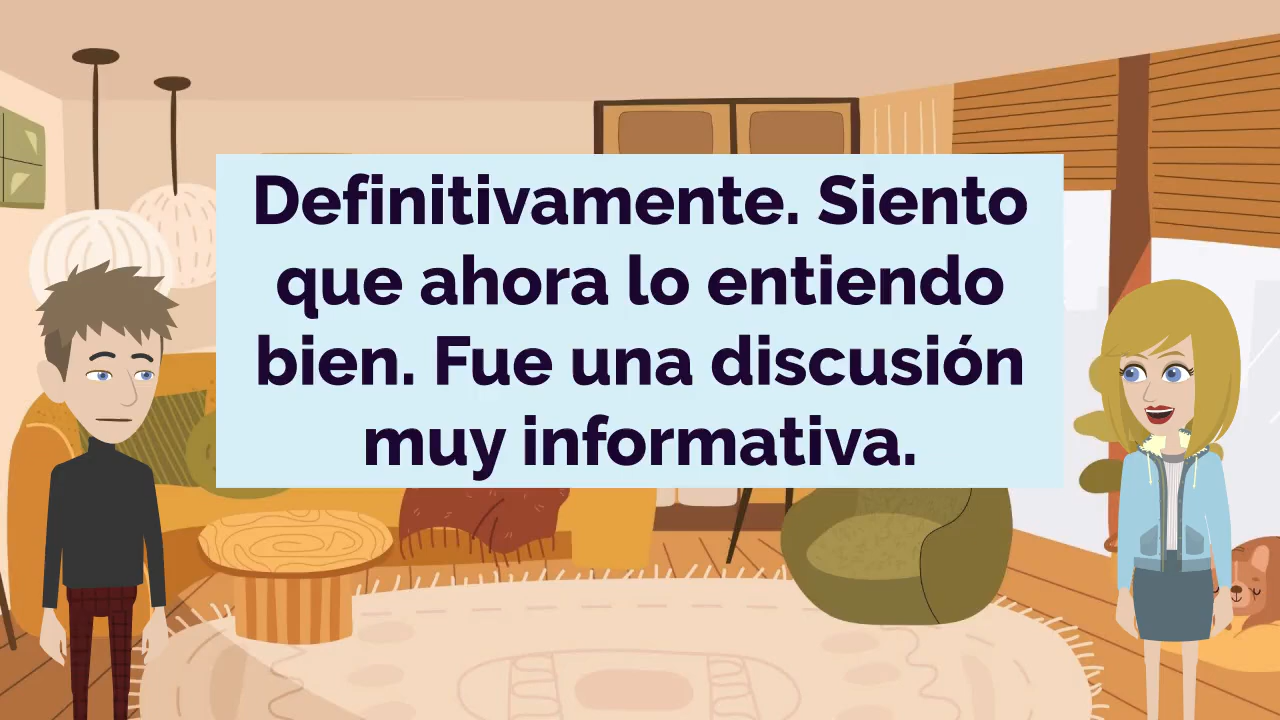 Definitivamente. Siento
que ahora lo entiendo
bien. Fue una discusión
muy informativa.